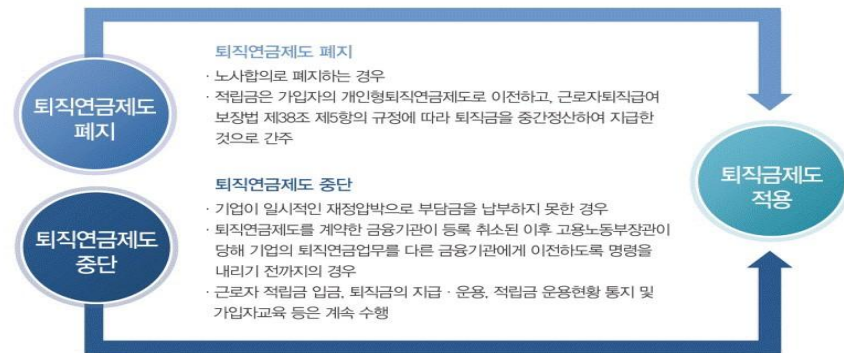 퇴직연금제도
폐지
퇴직연금제도 폐지
· 노사합의로 폐지하는 경우
· 적립금은 가입자의 개인형퇴직연금제도로 이전하고, 근로자퇴직급여
보장법 제38조 제5항의 규정에 따라 퇴직금을 중간정산하여 지급한
것으로 간주
퇴직연금제도
중단
퇴직연금제도 중단
· 기업이 일시적인 재정압박으로 부담금을 납부하지 못한 경우
· 퇴직연금제도를 계약한 금융기관이 등록 취소된 이후 고용노동부장관이
당해 기업의 퇴직연금업무를 다른 금융기관에게 이전하도록 명령을
내리기 전까지의 경우
· 근로자 적립금 입금, 퇴직금의 지급 · 운용, 적립금 운용현황 통지 및
가입자교육 등은 계속 수행
퇴직금제도
적용